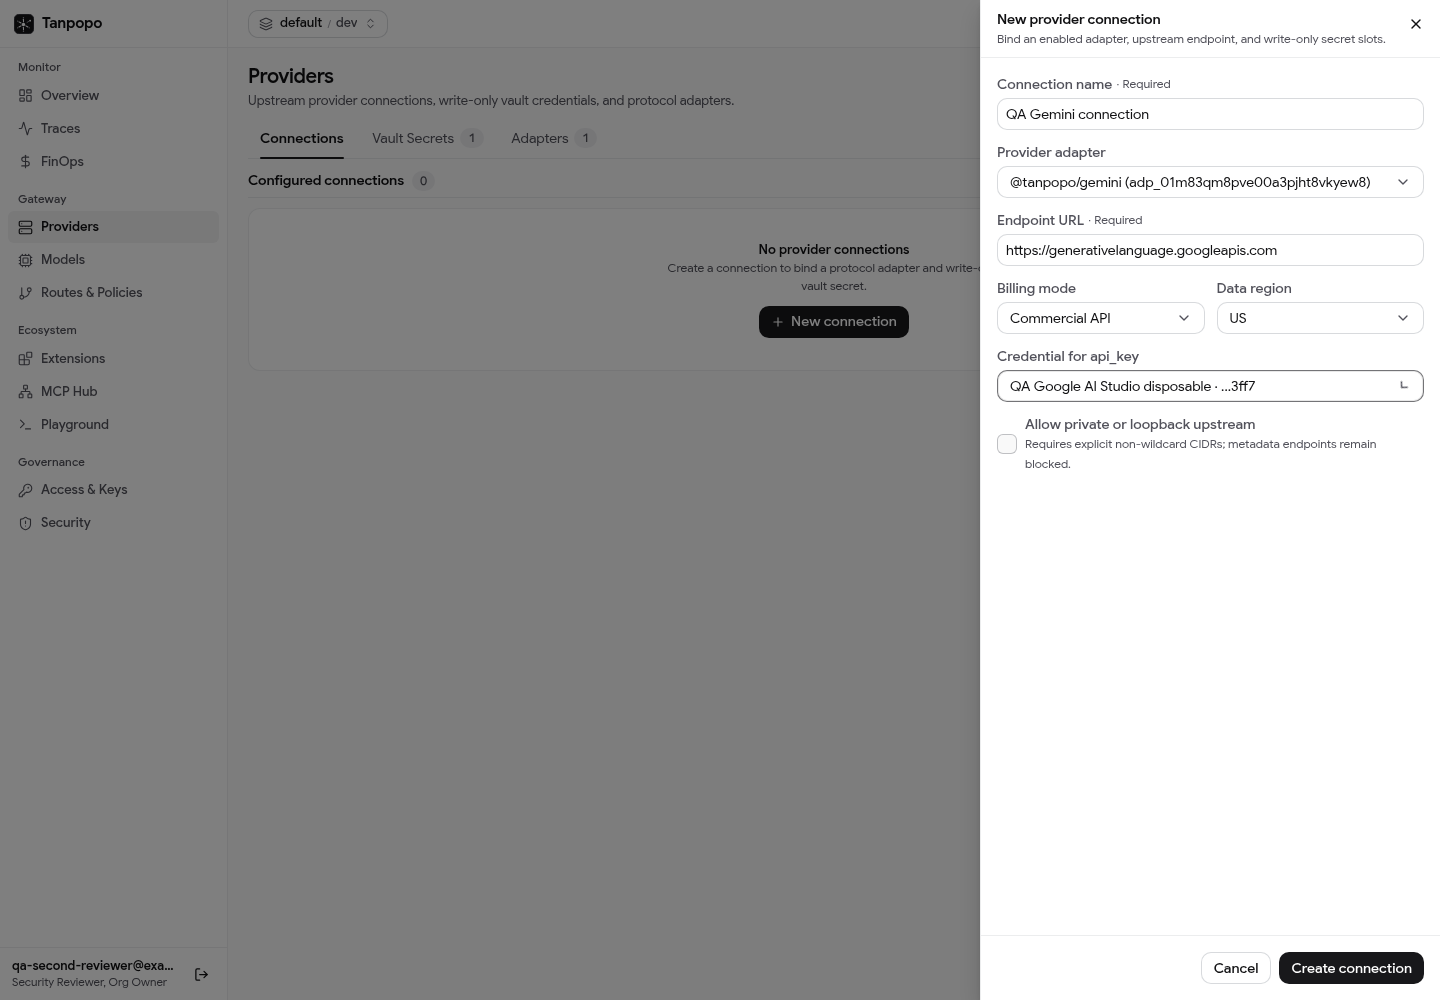 Tanpopo
Monitor
Overview
Traces
FinOps
Gateway
Providers
Models
Routes & Policies
Ecosystem
Extensions
MCP Hub
Playground
Governance
Access & Keys
Security
qa-second-reviewer@exa...
Security Reviewer, Org Owner
default / dev
Providers
Upstream provider connections, write-only vault credentials, and protocol adapters.
Connections
Vault Secrets 1
Adapters 1
Configured connections 0
No provider connections
Create a connection to bind a protocol adapter and write-
vault secret.
New connection
New provider connection
Bind an enabled adapter, upstream endpoint, and write-only secret slots.
Connection name · Required
QA Gemini connection
Provider adapter
@tanpopo/gemini (adp_01m83qm8pve00a3pjht8vkyew8)
Endpoint URL · Required
https://generativelanguage.googleapis.com
Billing mode
Data region
Commercial API
US
Credential for api_key
QA Google AI Studio disposable · ...3ff7
Allow private or loopback upstream
Requires explicit non-wildcard CIDRs; metadata endpoints remain
blocked.
Cancel
Create connection